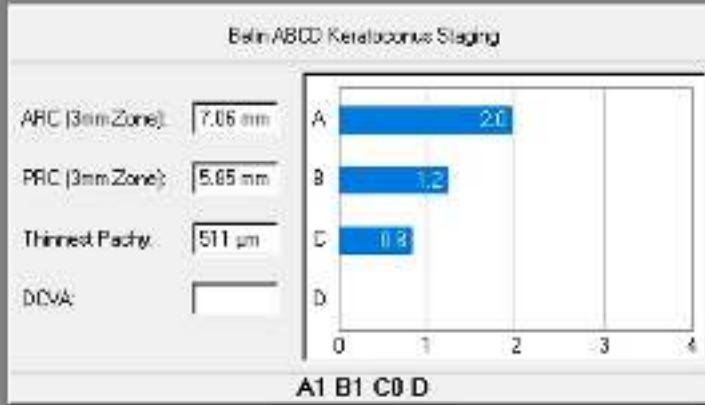 Belin ABCD Keratoconus Staging
ARC (3mm Zone): 7.06 mm
PRC (3mm Zone): 5.85 mm
Thinnest Pachy: 511 µm
DCVA:
A 2.0
B 1.2
C 0.8
D
0 1 2 3 4
A1 B1 C0 D